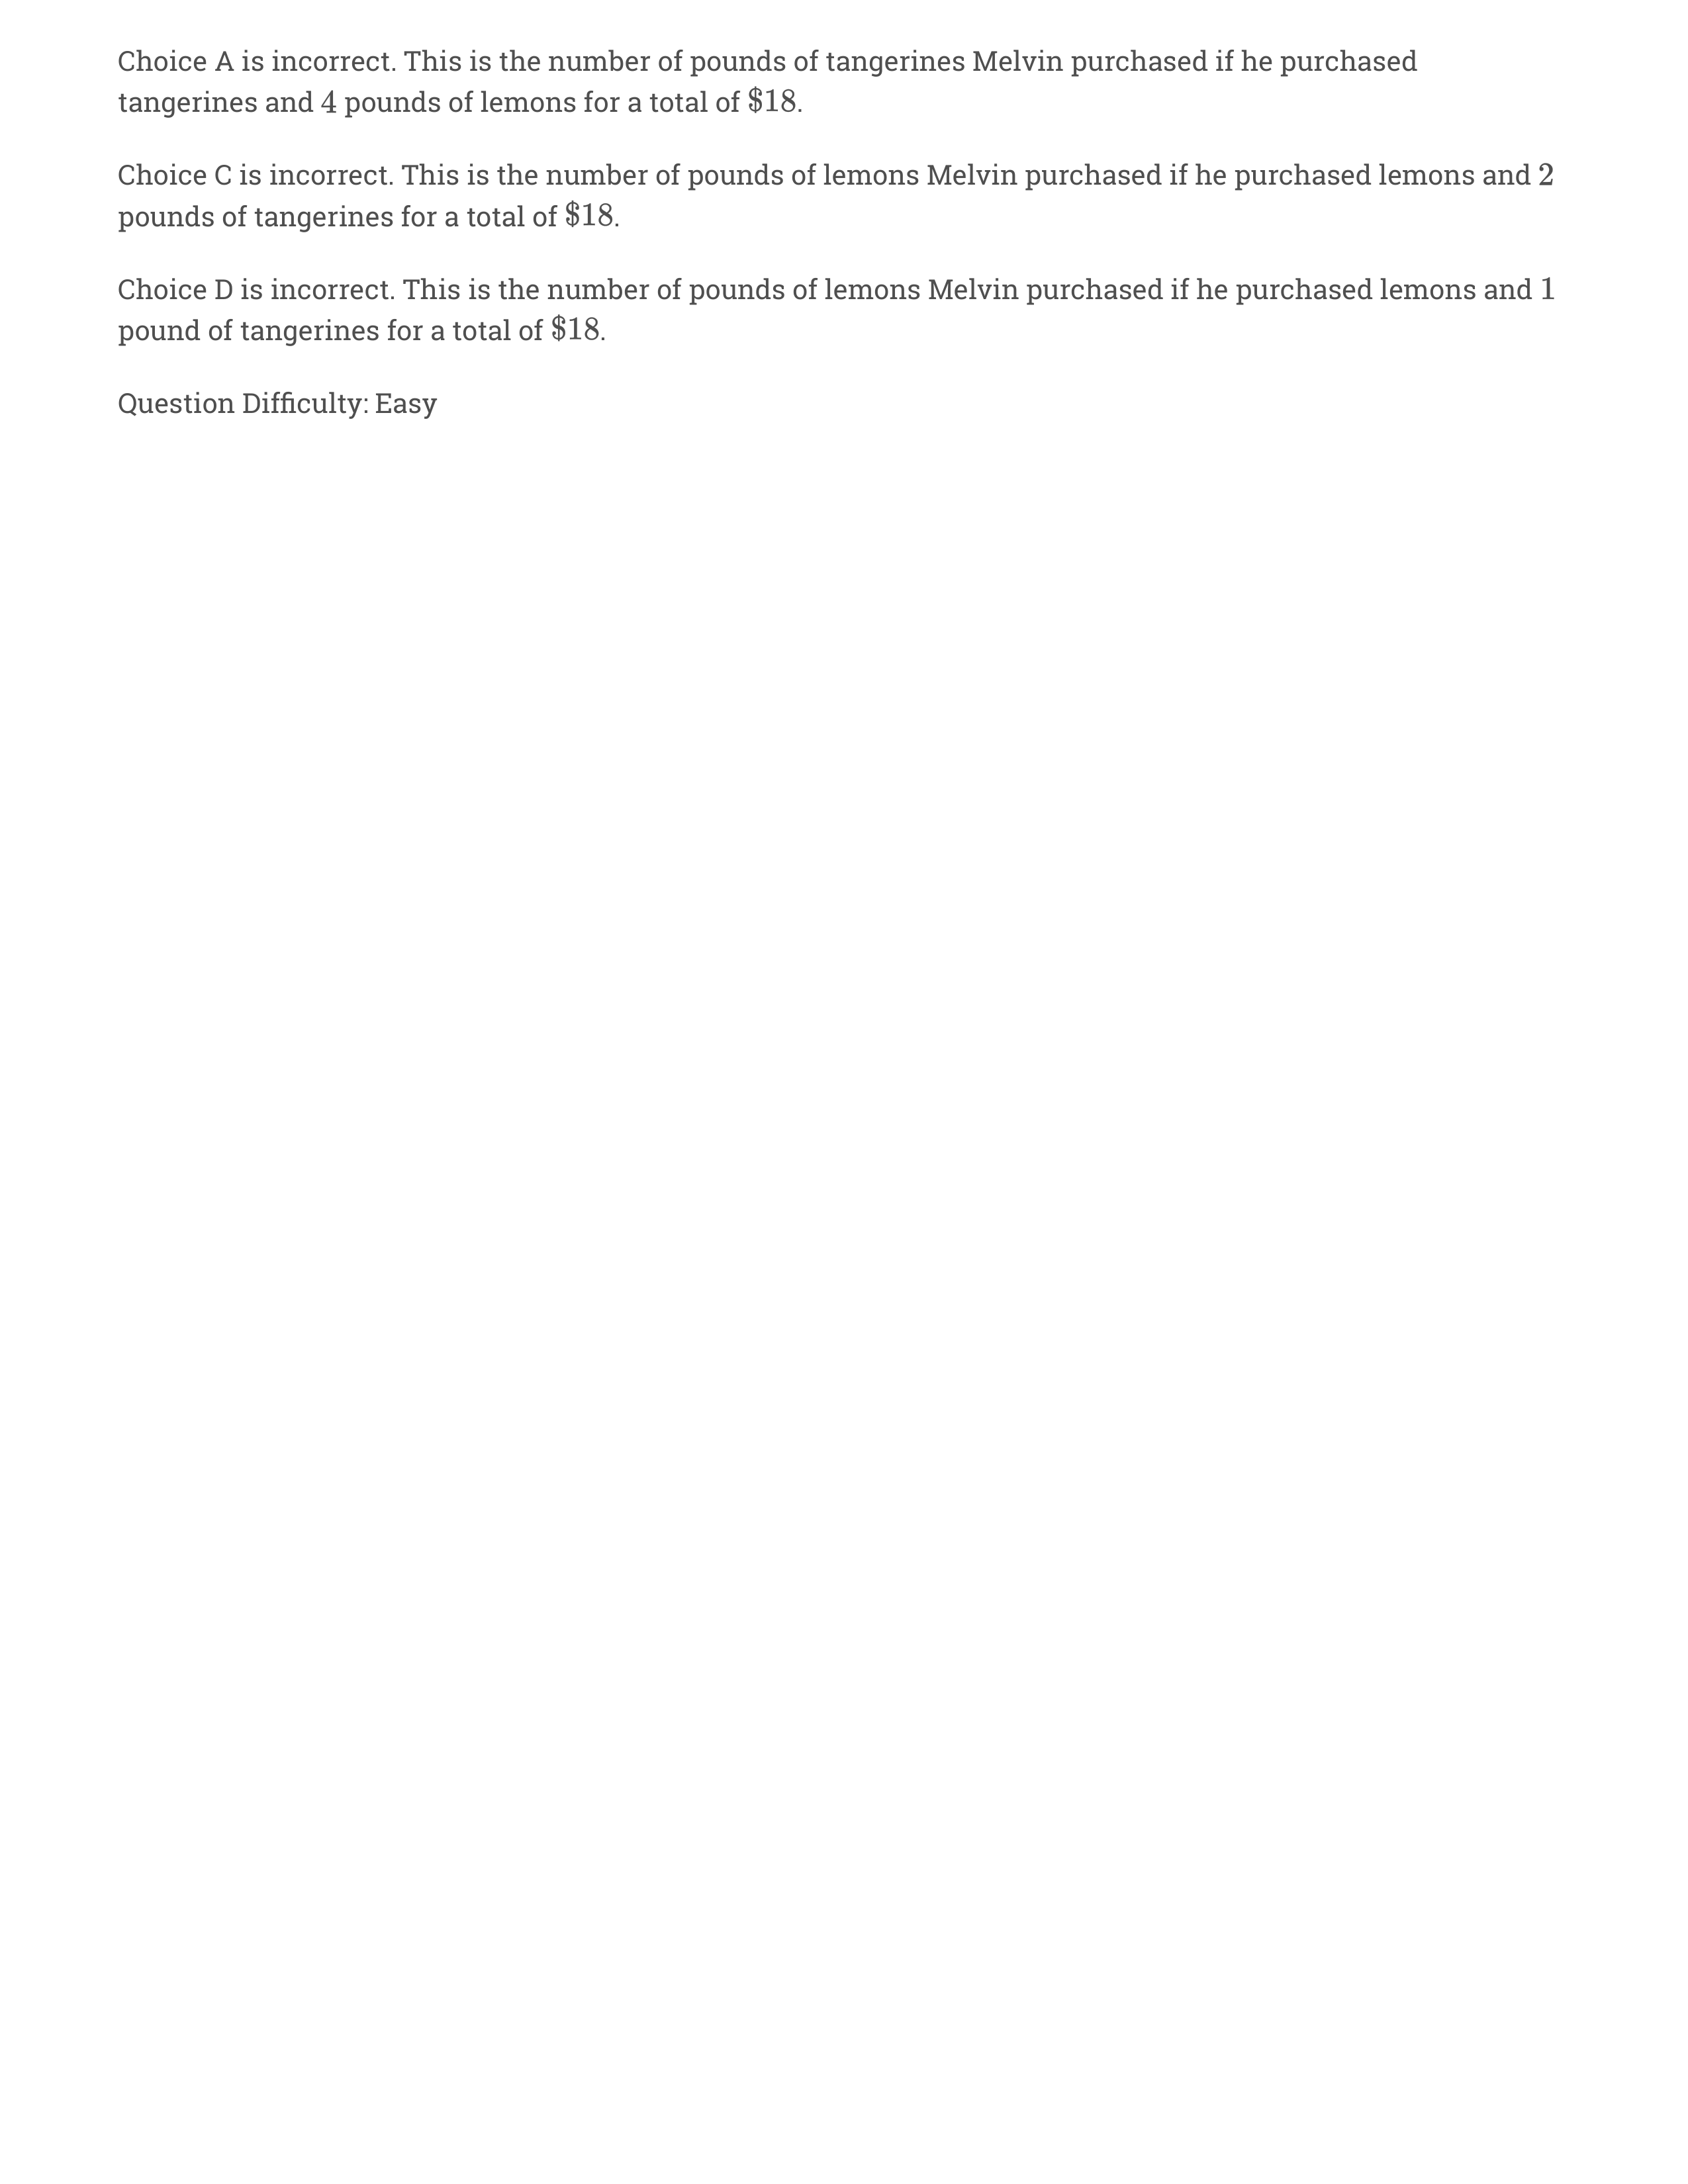 Choice A is incorrect. This is the number of pounds of tangerines Melvin purchased if he purchased
tangerines and 4 pounds of lemons for a total of $18.
Choice C is incorrect. This is the number of pounds of lemons Melvin purchased if he purchased lemons and 2
pounds of tangerines for a total of $18.
Choice D is incorrect. This is the number of pounds of lemons Melvin purchased if he purchased lemons and 1
pound of tangerines for a total of $18.
Question Difficulty: Easy